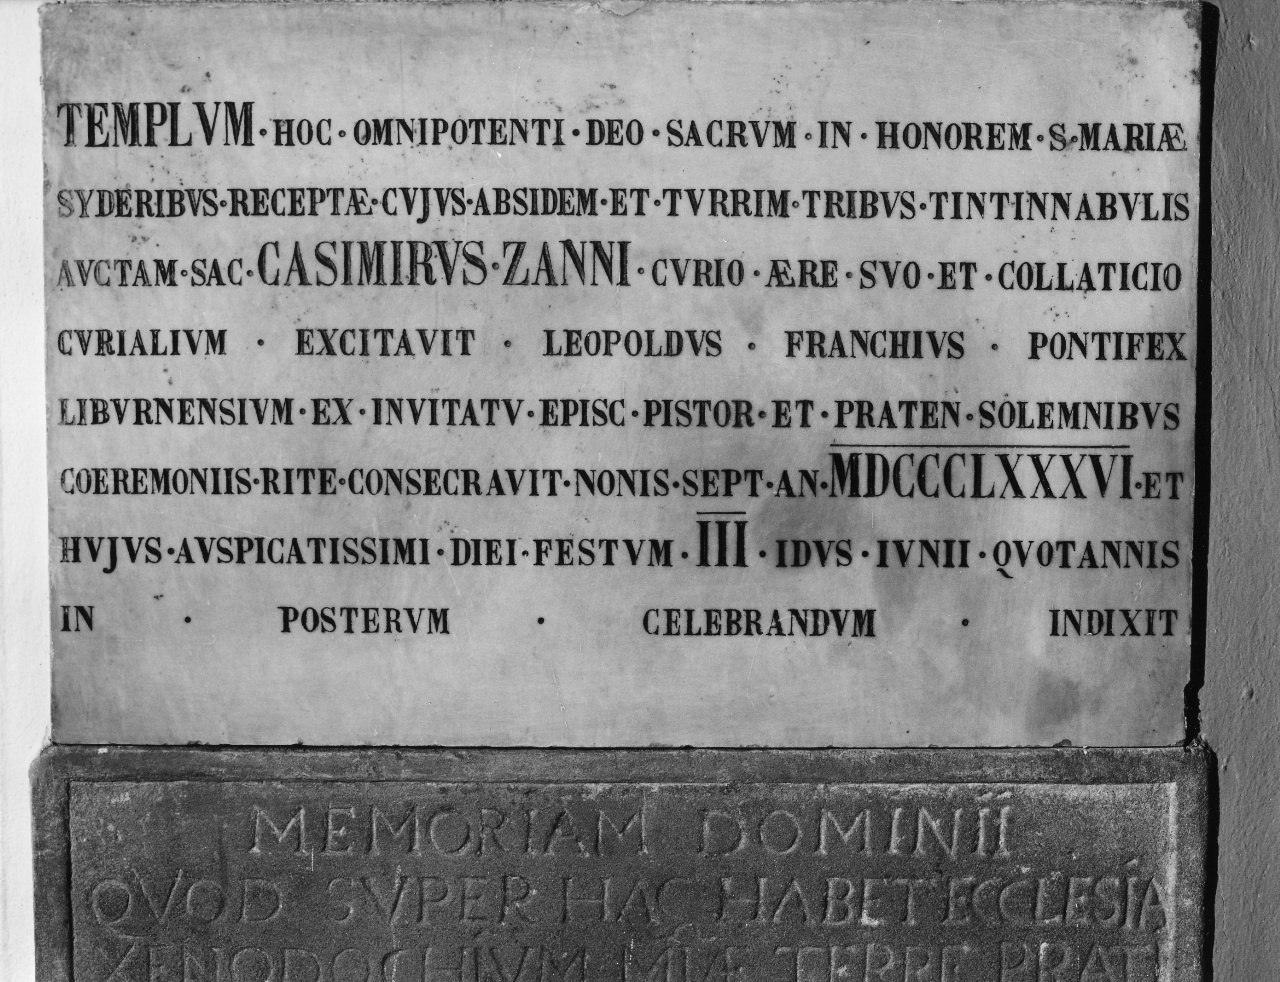 TEMPLVM·HOC·OMNIPOTENTI·DEO·SACRVM·IN·HONOREM·S·MARIÆ
SYDERIBVS·RECEPTÆ·CVJVS·ABSIDEM·ET·TVRRIM·TRIBVS·TINTINNABVLIS
AVCTAM·SAC·CASIMIRVS·ZANNI·CVRIO·ÆRE·SVO·ET·COLLATICIO
CVRIALIVM · EXCITAVIT · LEOPOLDVS · FRANCHIVS · PONTIFEX
LIBVRNENSIVM·EX·INVITATV·EPISC·PISTOR·ET·PRATEN·SOLEMNIBVS
COEREMONIIS·RITE·CONSECRAVIT·NONIS·SEPT·AN·MDCCCLXXXVI·ET
HVJVS·AVSPICATISSIMI·DIEI·FESTVM·III·IDVS·IVNII·QVOTANNIS
IN · POSTERVM · CELEBRANDVM · INDIXIT
MEMORIAM DOMINII
QVOD SVPER HAC HABET ECCLESIA
XENODOCHIVM TERRE PRATI